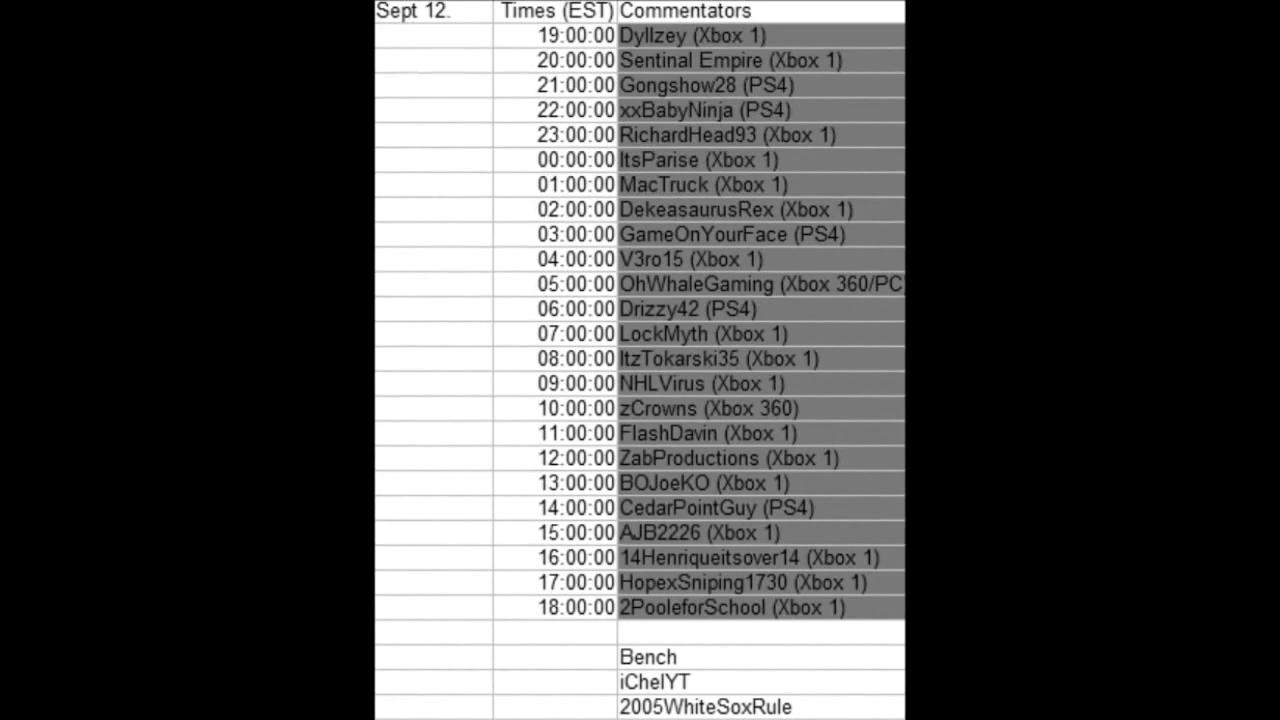 Sept 12. Times (EST) Commentators
19:00:00 Dyllzey (Xbox 1)
20:00:00 Sentinal Empire (Xbox 1)
21:00:00 Gongshow28 (PS4)
22:00:00 xxBabyNinja (PS4)
23:00:00 RichardHead93 (Xbox 1)
00:00:00 ItsParise (Xbox 1)
01:00:00 MacTruck (Xbox 1)
02:00:00 DekeasaurusRex (Xbox 1)
03:00:00 GameOnYourFace (PS4)
04:00:00 V3ro15 (Xbox 1)
05:00:00 OhWhaleGaming (Xbox 360/PC
06:00:00 Drizzy42 (PS4)
07:00:00 LockMyth (Xbox 1)
08:00:00 ItzTokarski35 (Xbox 1)
09:00:00 NHLVirus (Xbox 1)
10:00:00 zCrowns (Xbox 360)
11:00:00 FlashDavin (Xbox 1)
12:00:00 ZabProductions (Xbox 1)
13:00:00 BOJoeKO (Xbox 1)
14:00:00 CedarPointGuy (PS4)
15:00:00 AJB2226 (Xbox 1)
16:00:00 14Henriqueitsover14 (Xbox 1)
17:00:00 HopexSniping1730 (Xbox 1)
18:00:00 2PooleforSchool (Xbox 1)
Bench
iChelYT
2005WhiteSoxRule